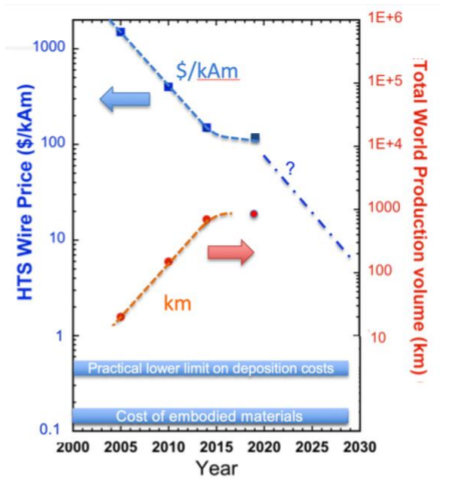 1E+6
1000
$/kAm
1E+5
HTS Wire Price ($/kAm)
Total World Production volume (km)
100
1E+4
?
1000
10
100
km
1
10
Practical lower limit on deposition costs
Cost of embodied materials
0.1
2000 2005 2010 2015 2020 2025 2030
Year